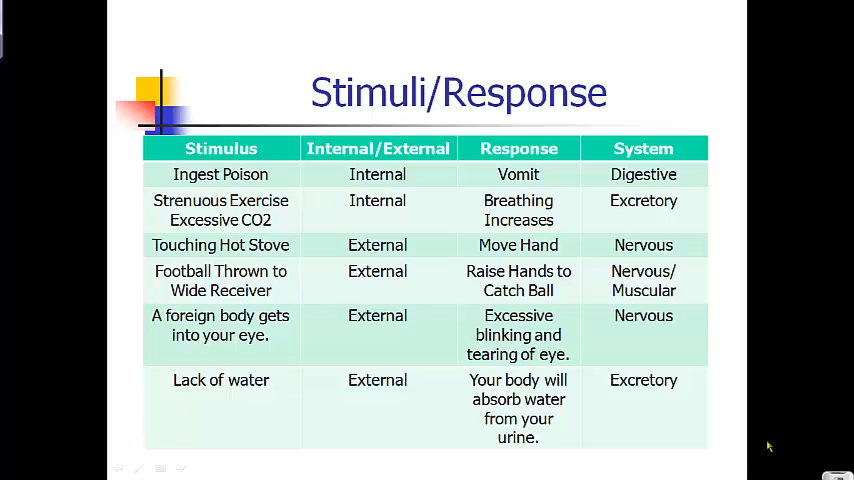 Stimuli/Response
Stimulus Internal/External Response System
Ingest Poison Internal Vomit Digestive
Strenuous Exercise Internal Breathing Excretory
Excessive CO2 Increases
Touching Hot Stove External Move Hand Nervous
Football Thrown to External Raise Hands to Nervous/
Wide Receiver Catch Ball Muscular
A foreign body gets External Excessive Nervous
into your eye. blinking and
tearing of eye.
Lack of water External Your body will Excretory
absorb water
from your
urine.